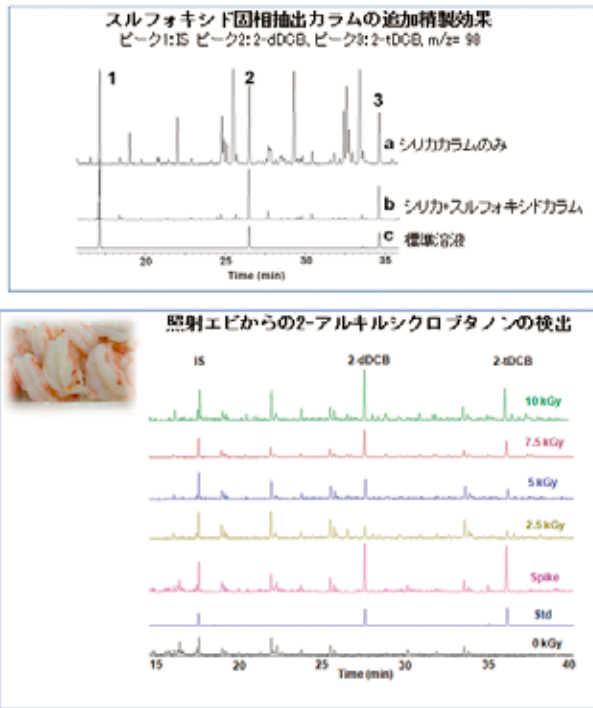 スルフォキシド固相抽出カラムの追加精製効果
ピーク1:IS ピーク2:2-dDCB, ピーク3:2-tDCB, m/z= 98
1 2 3
a シリカカラムのみ
b シリカ+スルフォキシドカラム
c 標準溶液
20 25 30 35
Time (min)
照射エビからの2-アルキルシクロブタノンの検出
IS 2-dDCB 2-tDCB
10 kGy
7.5 kGy
5 kGy
2.5 kGy
Spike
Std
0 kGy
15 20 25 30 35 40
Time (min)